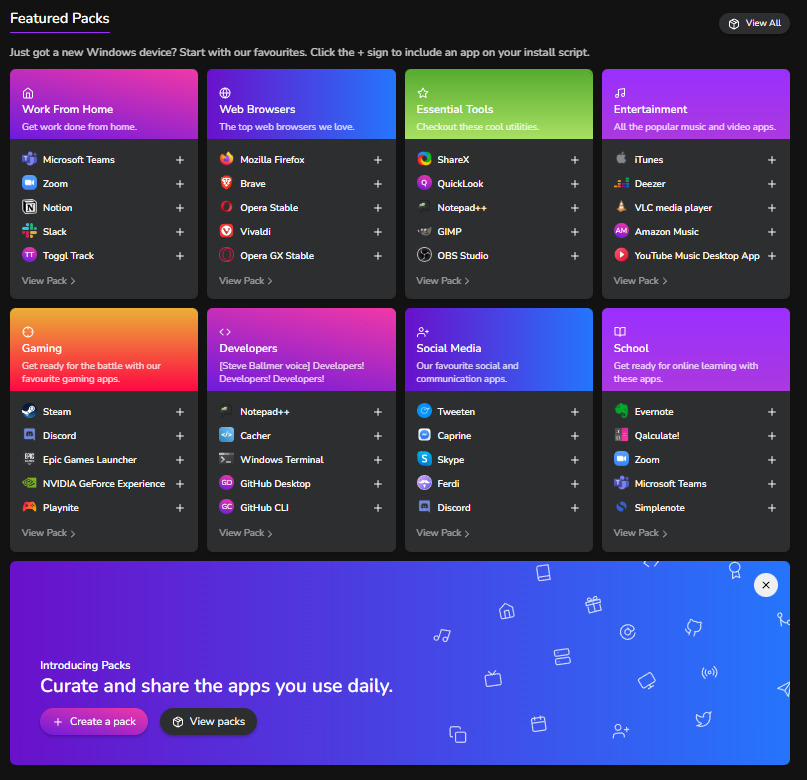 Featured Packs
View All
Just got a new Windows device? Start with our favourites. Click the + sign to include an app on your install script.
Work From Home
Get work done from home.
Microsoft Teams +
Zoom +
Notion +
Slack +
TT Toggl Track +
View Pack >
Web Browsers
The top web browsers we love.
Mozilla Firefox +
Brave +
Opera Stable +
Vivaldi +
Opera GX Stable +
View Pack >
Essential Tools
Checkout these cool utilities.
ShareX +
Q QuickLook +
Notepad++ +
GIMP +
OBS Studio +
View Pack >
Entertainment
All the popular music and video apps.
iTunes +
Deezer +
VLC media player +
AM Amazon Music +
YouTube Music Desktop App +
View Pack >
Gaming
Get ready for the battle with our
favourite gaming apps.
Steam +
Discord +
EPIC Epic Games Launcher +
NVIDIA GeForce Experience +
Playnite +
View Pack >
Developers
[Steve Ballmer voice] Developers!
Developers! Developers!
Notepad++ +
Cacher +
Windows Terminal +
GD GitHub Desktop +
GC GitHub CLI +
View Pack >
Social Media
Our favourite social and
communication apps.
Tweeten +
Caprine +
Skype +
Ferdi +
Discord +
View Pack >
School
Get ready for online learning with
these apps.
Evernote +
Qalculate! +
Zoom +
Microsoft Teams +
Simplenote +
View Pack >
Introducing Packs
Curate and share the apps you use daily.
+ Create a pack
View packs